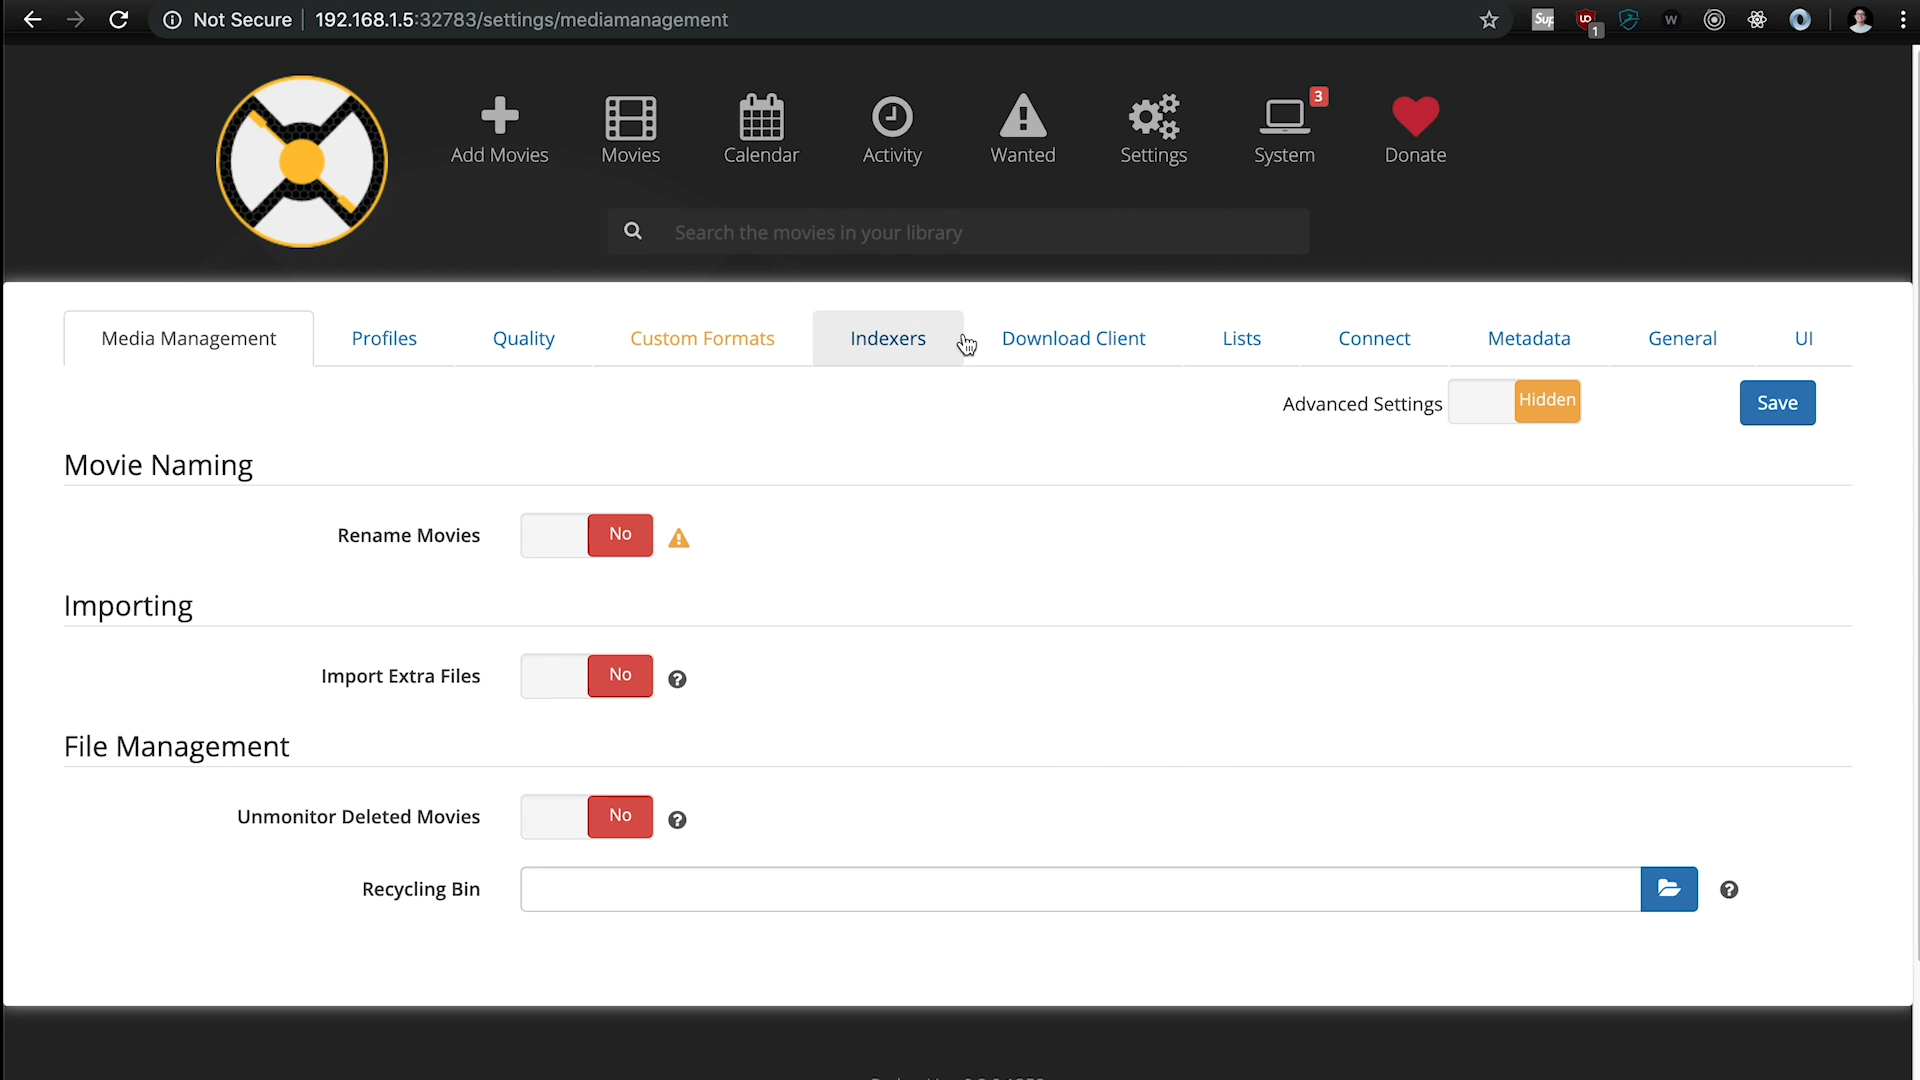 Not Secure 192.168.1.5:32783/settings/mediamanagement
Sup
UD
1
W
3
Add Movies Movies Calendar Activity Wanted Settings System Donate
Search the movies in your library
Media Management Profiles Quality Custom Formats Indexers Download Client Lists Connect Metadata General UI
Advanced Settings Hidden Save
Movie Naming
Rename Movies No
Importing
Import Extra Files No
File Management
Unmonitor Deleted Movies No
Recycling Bin